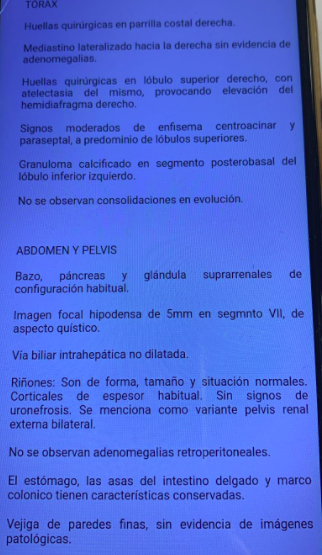 TÓRAX
Huellas quirúrgicas en parrilla costal derecha.
Mediastino lateralizado hacia la derecha sin evidencia de
adenomegalias.
Huellas quirúrgicas en lóbulo superior derecho, con
atelectasia del mismo, provocando elevación del
hemidiafragma derecho.
Signos moderados de enfisema centroacinar y
paraseptal, a predominio de lóbulos superiores.
Granuloma calcificado en segmento posterobasal del
lóbulo inferior izquierdo.
No se observan consolidaciones en evolución.
ABDOMEN Y PELVIS
Bazo, páncreas y glándula suprarrenales de
configuración habitual.
Imagen focal hipodensa de 5mm en segmnto VII, de
aspecto quístico.
Vía biliar intrahepática no dilatada.
Riñones: Son de forma, tamaño y situación normales.
Corticales de espesor habitual. Sin signos de
uronefrosis. Se menciona como variante pelvis renal
externa bilateral.
No se observan adenomegalias retroperitoneales.
El estómago, las asas del intestino delgado y marco
colonico tienen características conservadas.
Vejiga de paredes finas, sin evidencia de imágenes
patológicas.